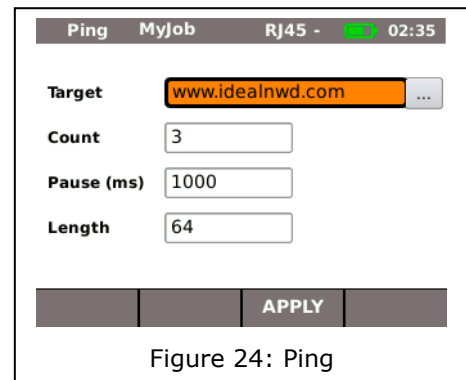 Ping MyJob RJ45 - 02:35
Target www.idealnwd.com ...
Count 3
Pause (ms) 1000
Length 64
APPLY
Figure 24: Ping